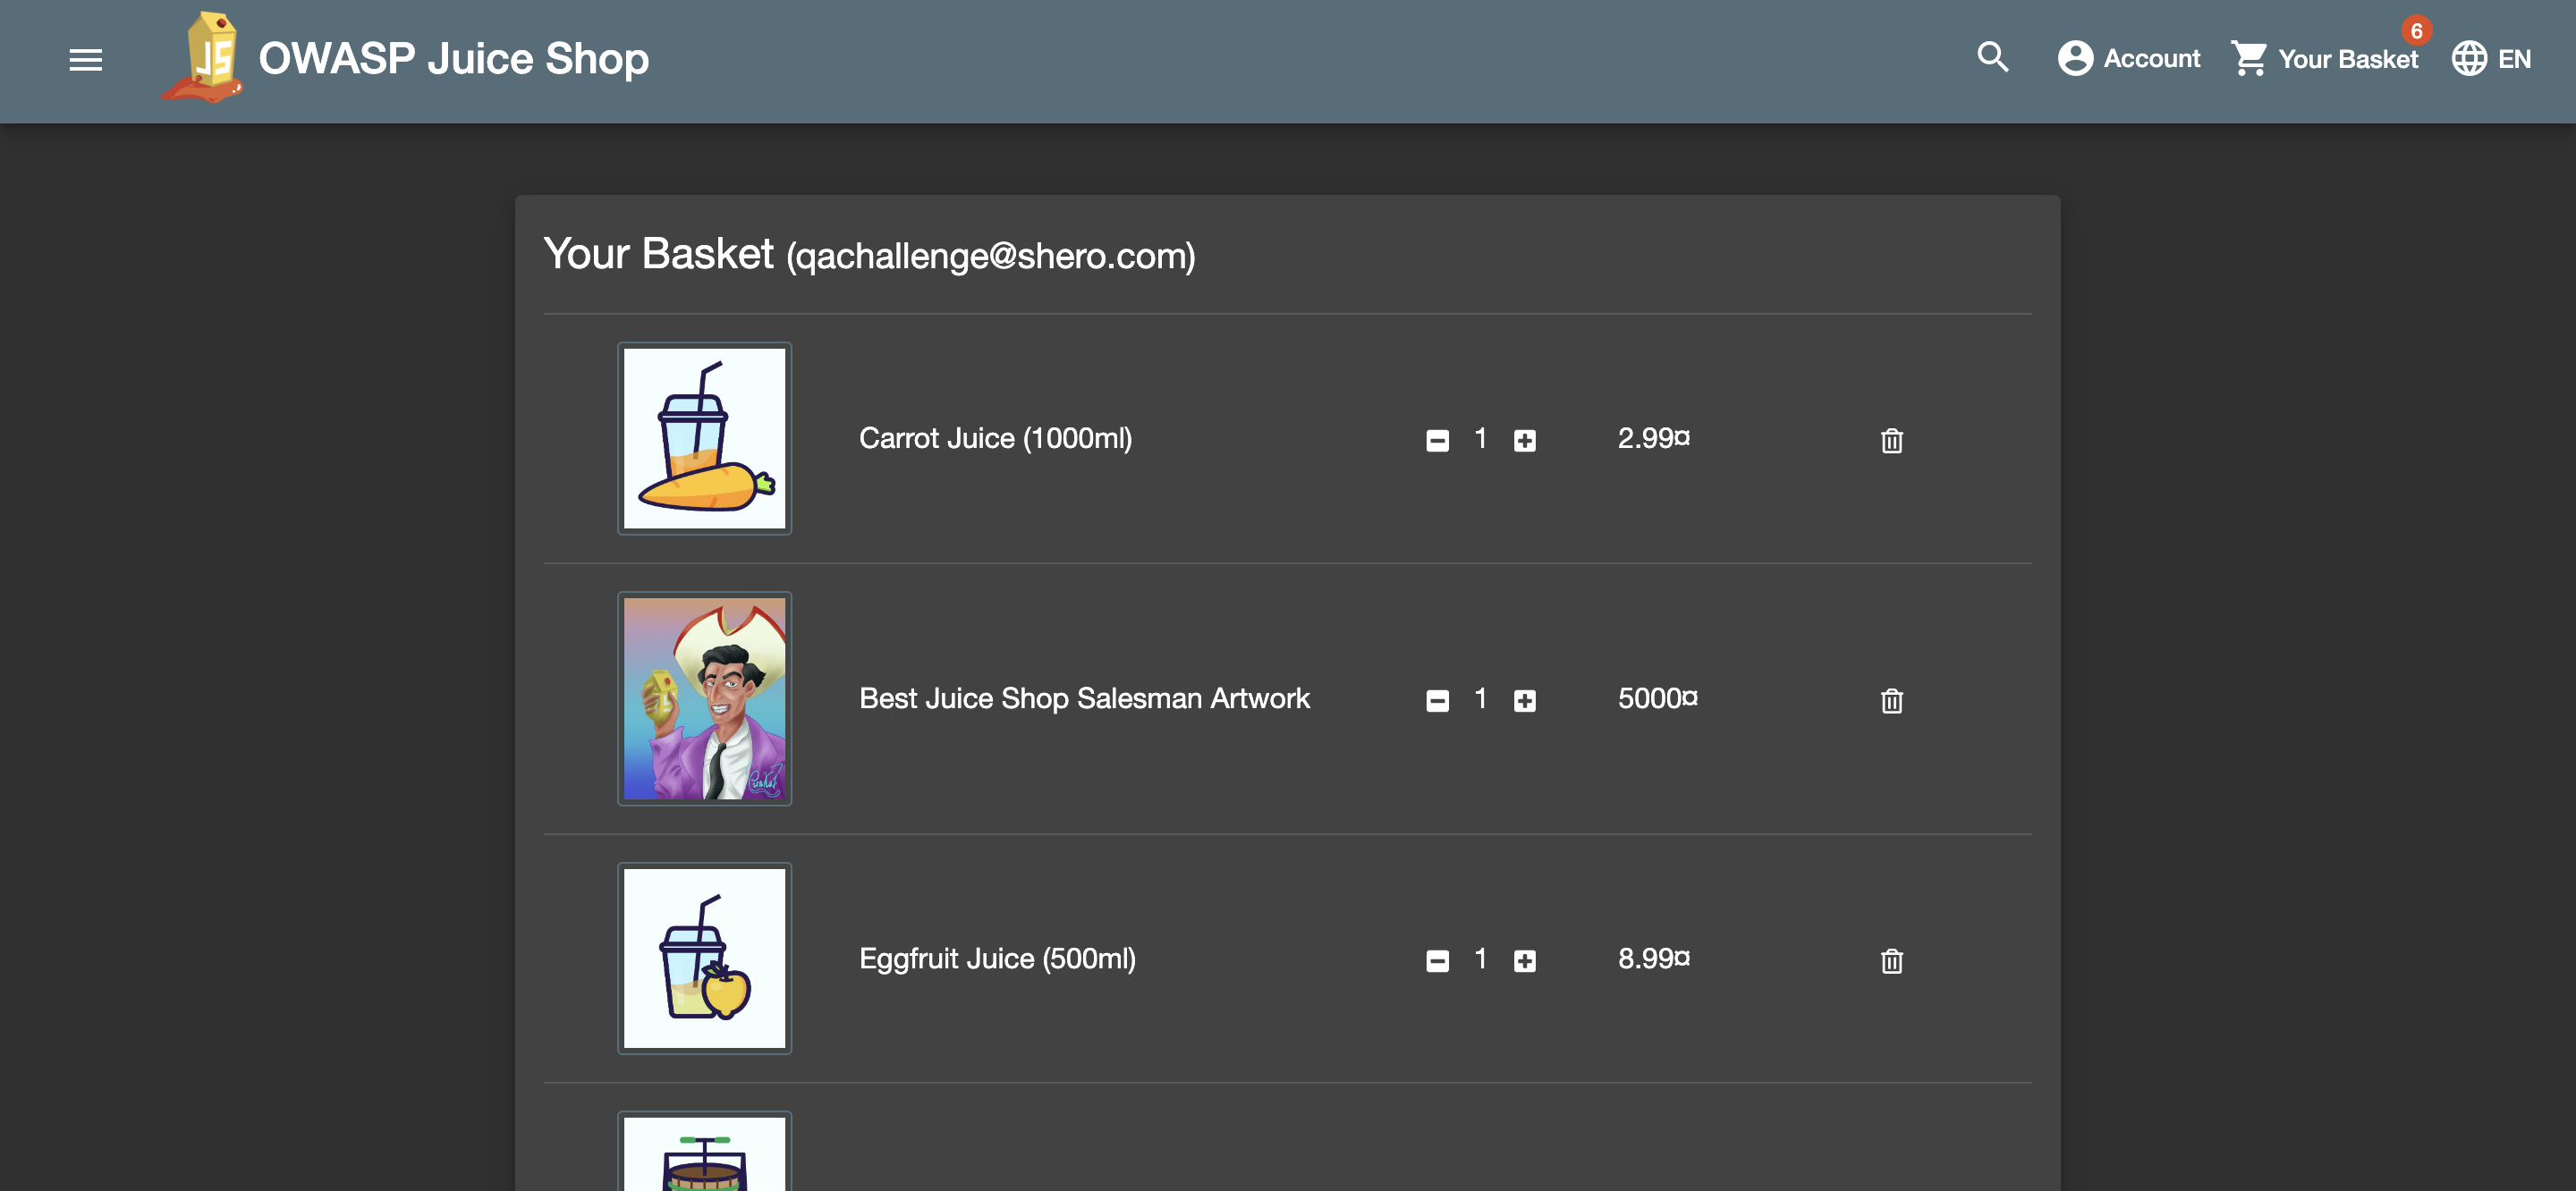 OWASP Juice Shop
Account
Your Basket
6
EN
Your Basket (qachallenge@shero.com)
Carrot Juice (1000ml) 1 2.99¤
Best Juice Shop Salesman Artwork 1 5000¤
Eggfruit Juice (500ml) 1 8.99¤